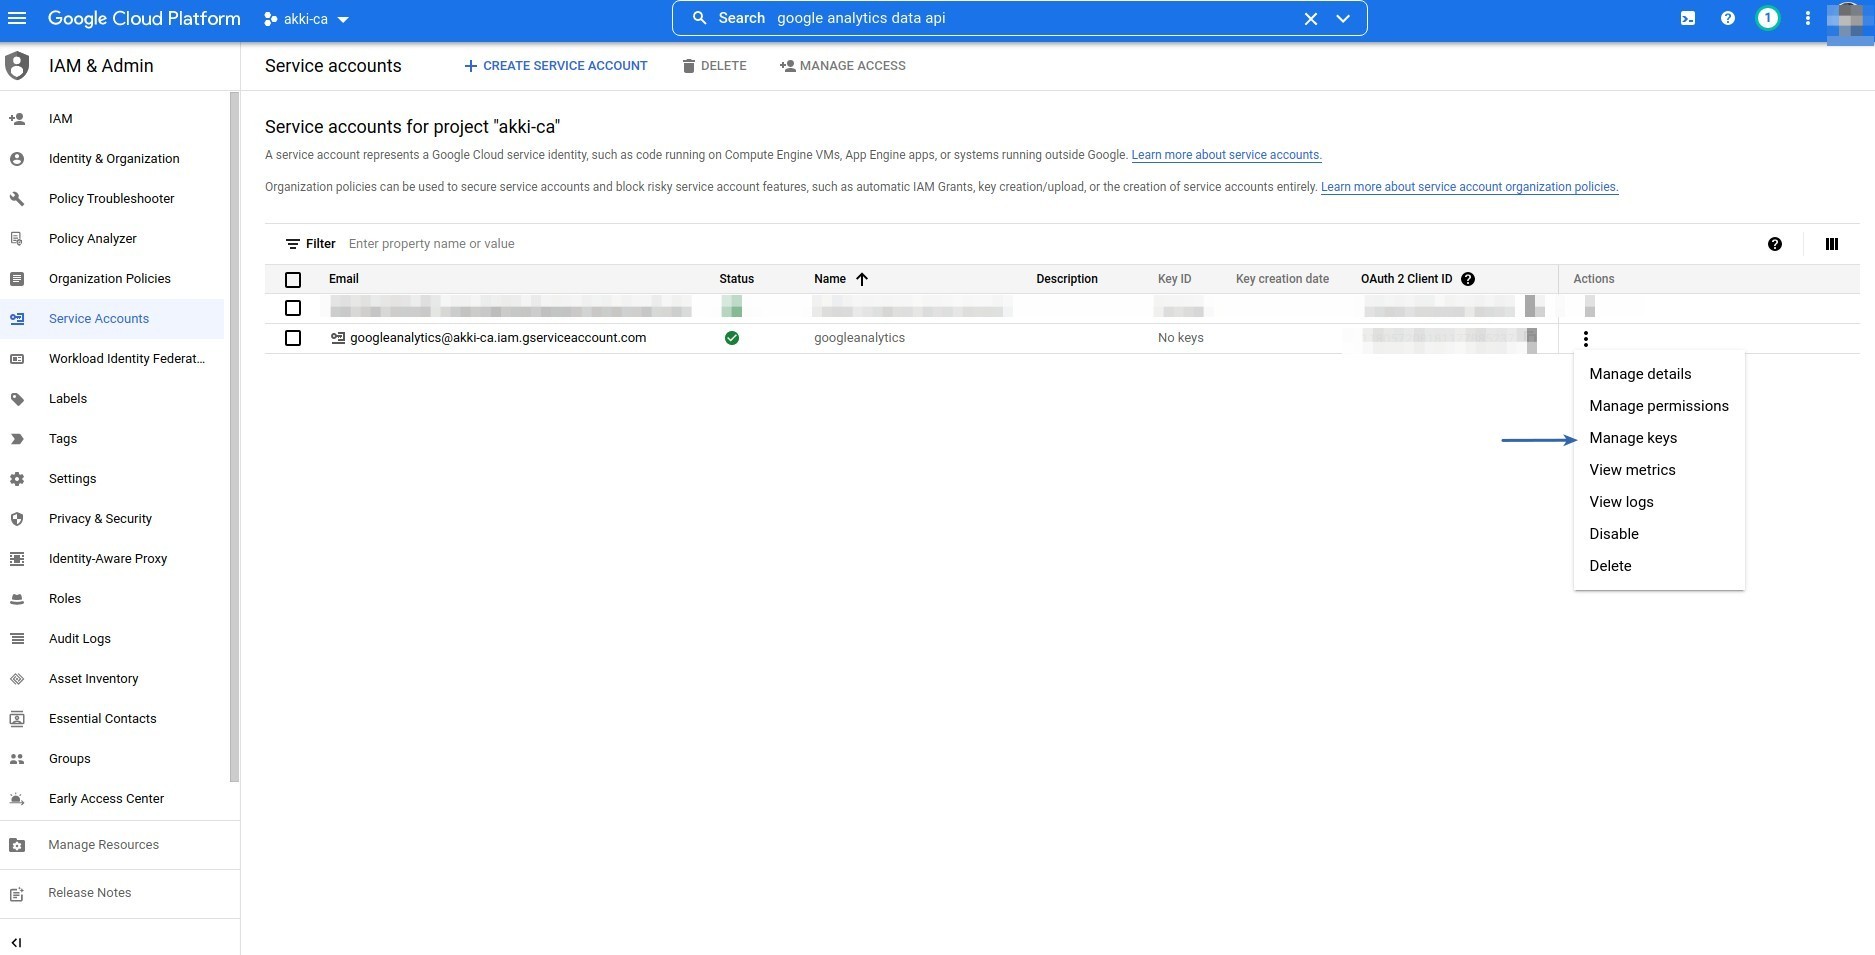 Google Cloud Platform akki-ca Search google analytics data api 1
IAM & Admin
Service accounts CREATE SERVICE ACCOUNT DELETE MANAGE ACCESS
IAM
Identity & Organization
Policy Troubleshooter
Policy Analyzer
Organization Policies
Service Accounts
Workload Identity Federat...
Labels
Tags
Settings
Privacy & Security
Identity-Aware Proxy
Roles
Audit Logs
Asset Inventory
Essential Contacts
Groups
Early Access Center
Manage Resources
Release Notes
Service accounts for project "akki-ca"
A service account represents a Google Cloud service identity, such as code running on Compute Engine VMs, App Engine apps, or systems running outside Google. Learn more about service accounts.
Organization policies can be used to secure service accounts and block risky service account features, such as automatic IAM Grants, key creation/upload, or the creation of service accounts entirely. Learn more about service account organization policies.
Filter Enter property name or value
Email Status Name Description Key ID Key creation date OAuth 2 Client ID Actions
googleanalytics@akki-ca.iam.gserviceaccount.com googleanalytics No keys
Manage details
Manage permissions
Manage keys
View metrics
View logs
Disable
Delete